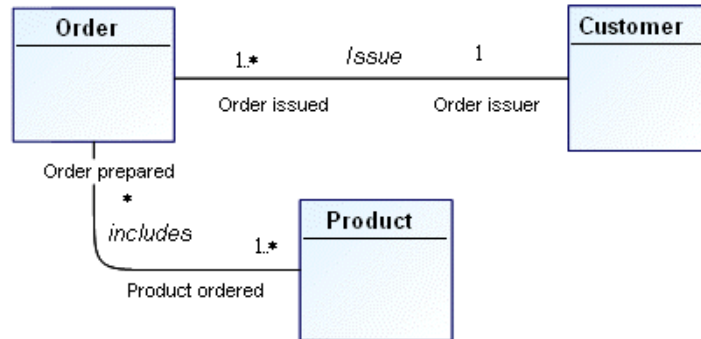 Order
Customer
1..* Issue 1
Order issued Order issuer
Order prepared
*
Product
includes
1..*
Product ordered